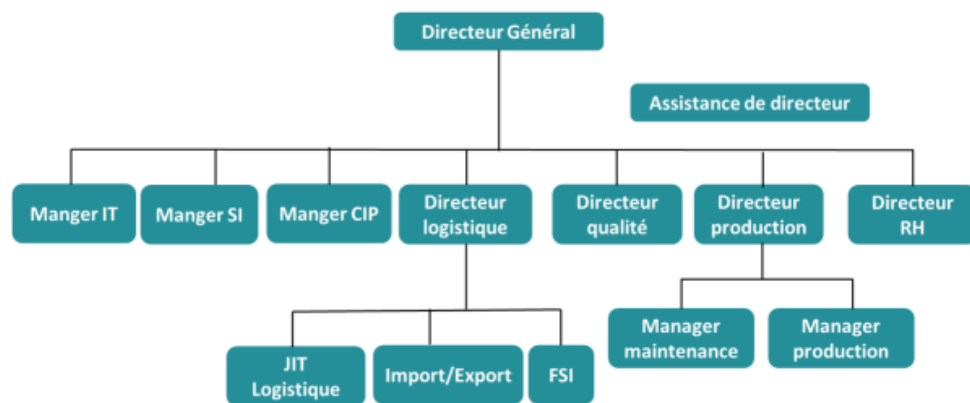 Directeur Général
Assistance de directeur
Manger IT
Manger SI
Manger CIP
Directeur
logistique
Directeur
qualité
Directeur
production
Directeur
RH
Manager
maintenance
Manager
production
JIT
Logistique
Import/Export
FSI